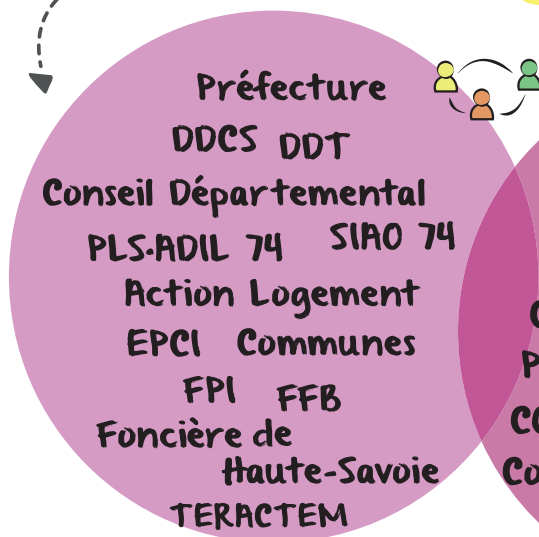 Préfecture
DDCS DDT
Conseil Départemental
PLS.ADIL 74 SIAO 74
Action Logement
EPCI Communes
FPI FFB
Foncière de
Haute-Savoie
TERACTEM